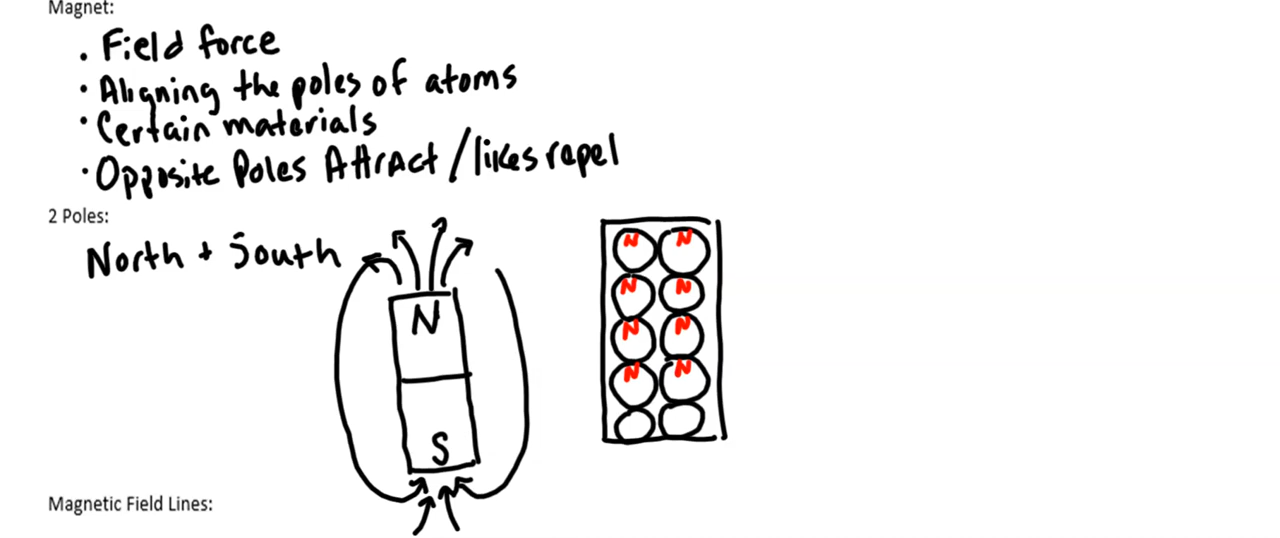 Magnet:
• Field force
• Aligning the poles of atoms
• Certain materials
• Opposite Poles Attract / likes repel
2 Poles:
North + South
N
S
N N
N N
N N
N N
Magnetic Field Lines: